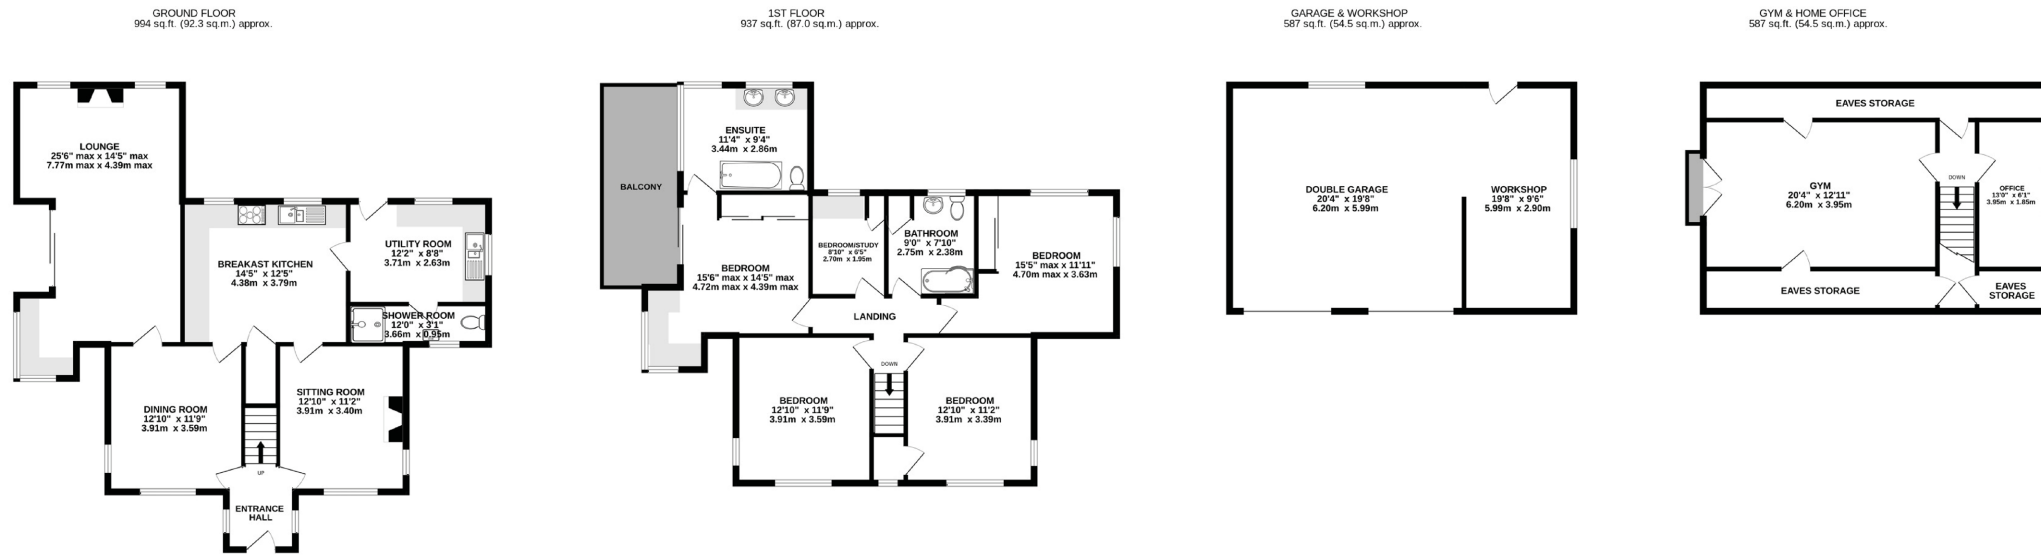 GROUND FLOOR
994 sq.ft. (92.3 sq.m.) approx.
LOUNGE
25'6" max x 14'5" max
7.77m max x 4.39m max
BREAKAST KITCHEN
14'5" x 12'5"
4.38m x 3.79m
UTILITY ROOM
12'2" x 8'8"
3.71m x 2.63m
SHOWER ROOM
12'0" x 3'1"
3.66m x 0.95m
DINING ROOM
12'10" x 11'9"
3.91m x 3.59m
SITTING ROOM
12'10" x 11'2"
3.91m x 3.40m
UP
ENTRANCE
HALL
1ST FLOOR
937 sq.ft. (87.0 sq.m.) approx.
BALCONY
ENSUITE
11'4" x 9'4"
3.44m x 2.86m
BEDROOM
15'6" max x 14'5" max
4.72m max x 4.39m max
BEDROOM/STUDY
8'10" x 6'5"
2.70m x 1.95m
BATHROOM
9'0" x 7'10"
2.75m x 2.38m
BEDROOM
15'5" max x 11'11"
4.70m max x 3.63m
LANDING
DOWN
BEDROOM
12'10" x 11'9"
3.91m x 3.59m
BEDROOM
12'10" x 11'2"
3.91m x 3.39m
GARAGE & WORKSHOP
587 sq.ft. (54.5 sq.m.) approx.
DOUBLE GARAGE
20'4" x 19'8"
6.20m x 5.99m
WORKSHOP
19'8" x 9'6"
5.99m x 2.90m
GYM & HOME OFFICE
587 sq.ft. (54.5 sq.m.) approx.
EAVES STORAGE
GYM
20'4" x 12'11"
6.20m x 3.95m
DOWN
OFFICE
13'0" x 6'1"
3.95m x 1.85m
EAVES STORAGE
EAVES
STORAGE